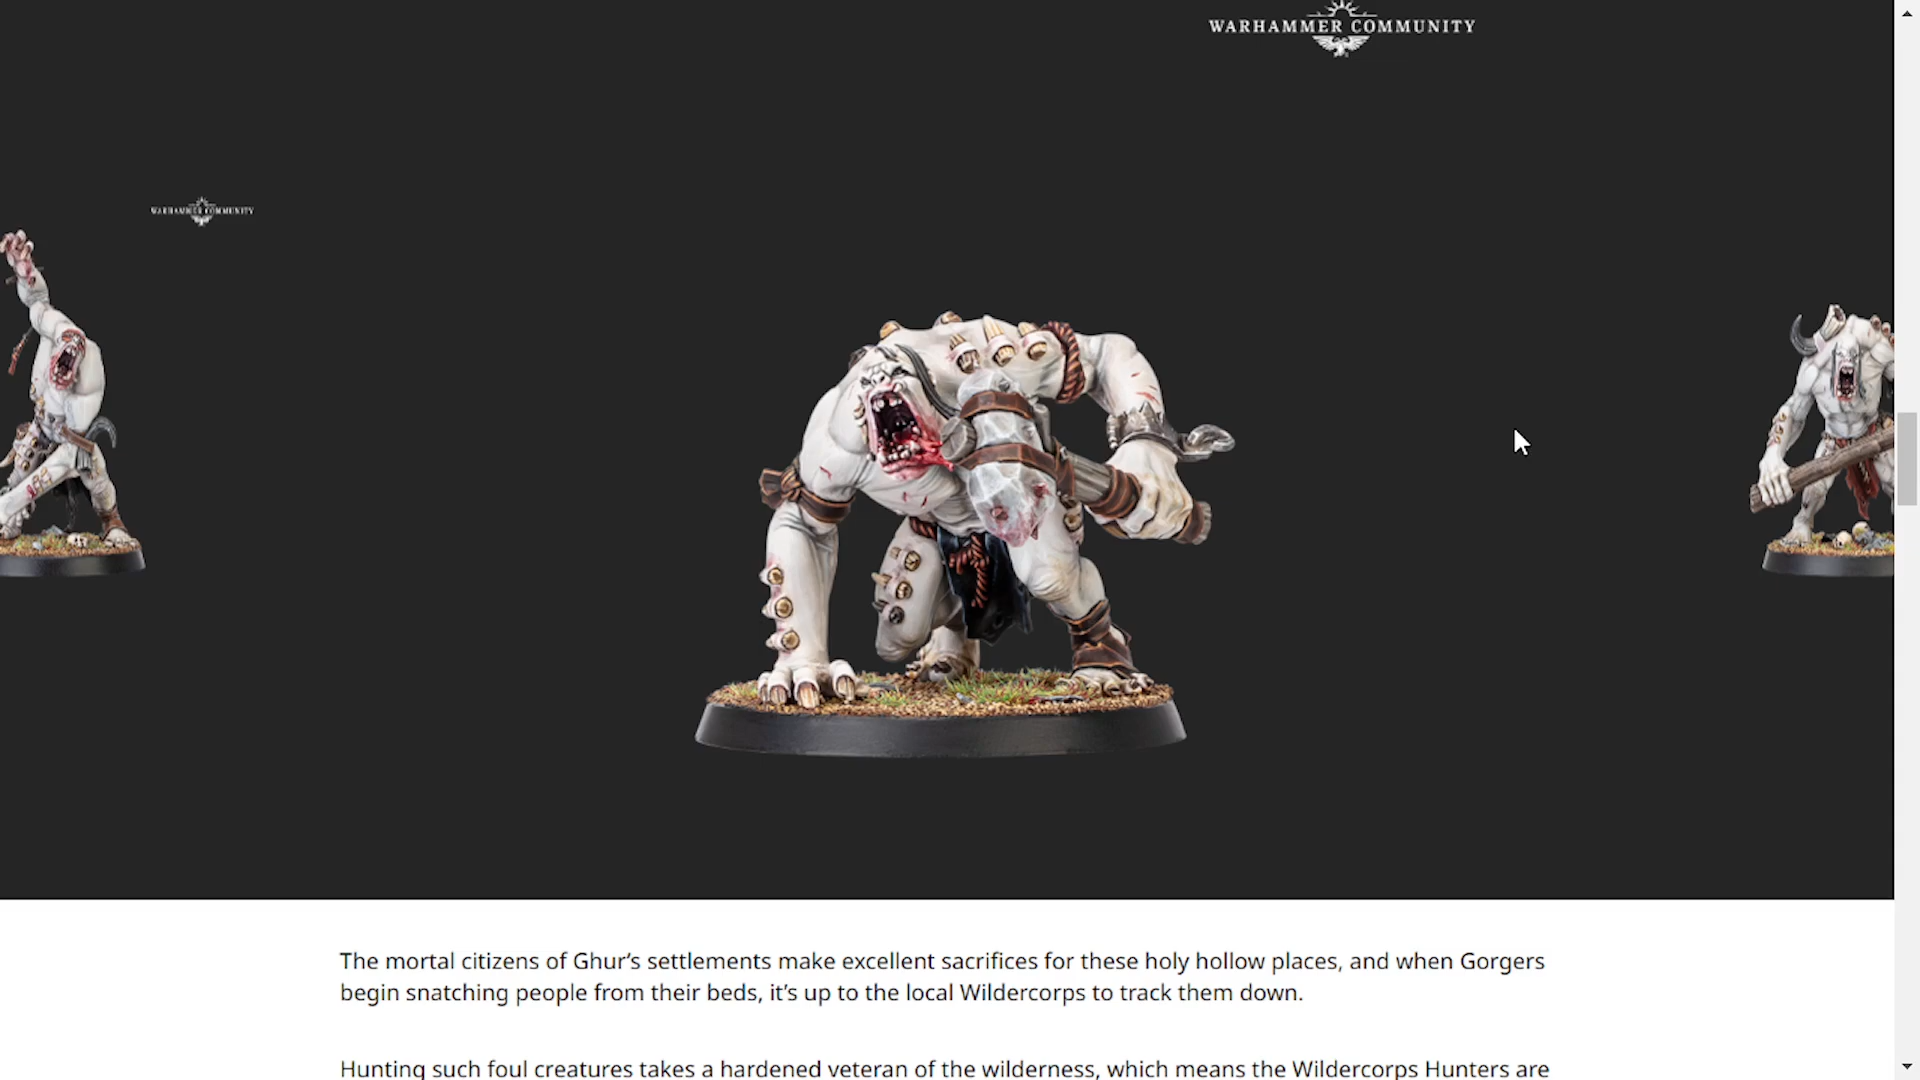 WARHAMMER COMMUNITY
WARHAMMER COMMUNITY
The mortal citizens of Ghur’s settlements make excellent sacrifices for these holy hollow places, and when Gorgers
begin snatching people from their beds, it’s up to the local Wildercorps to track them down.
Hunting such foul creatures takes a hardened veteran of the wilderness, which means the Wildercorps Hunters are